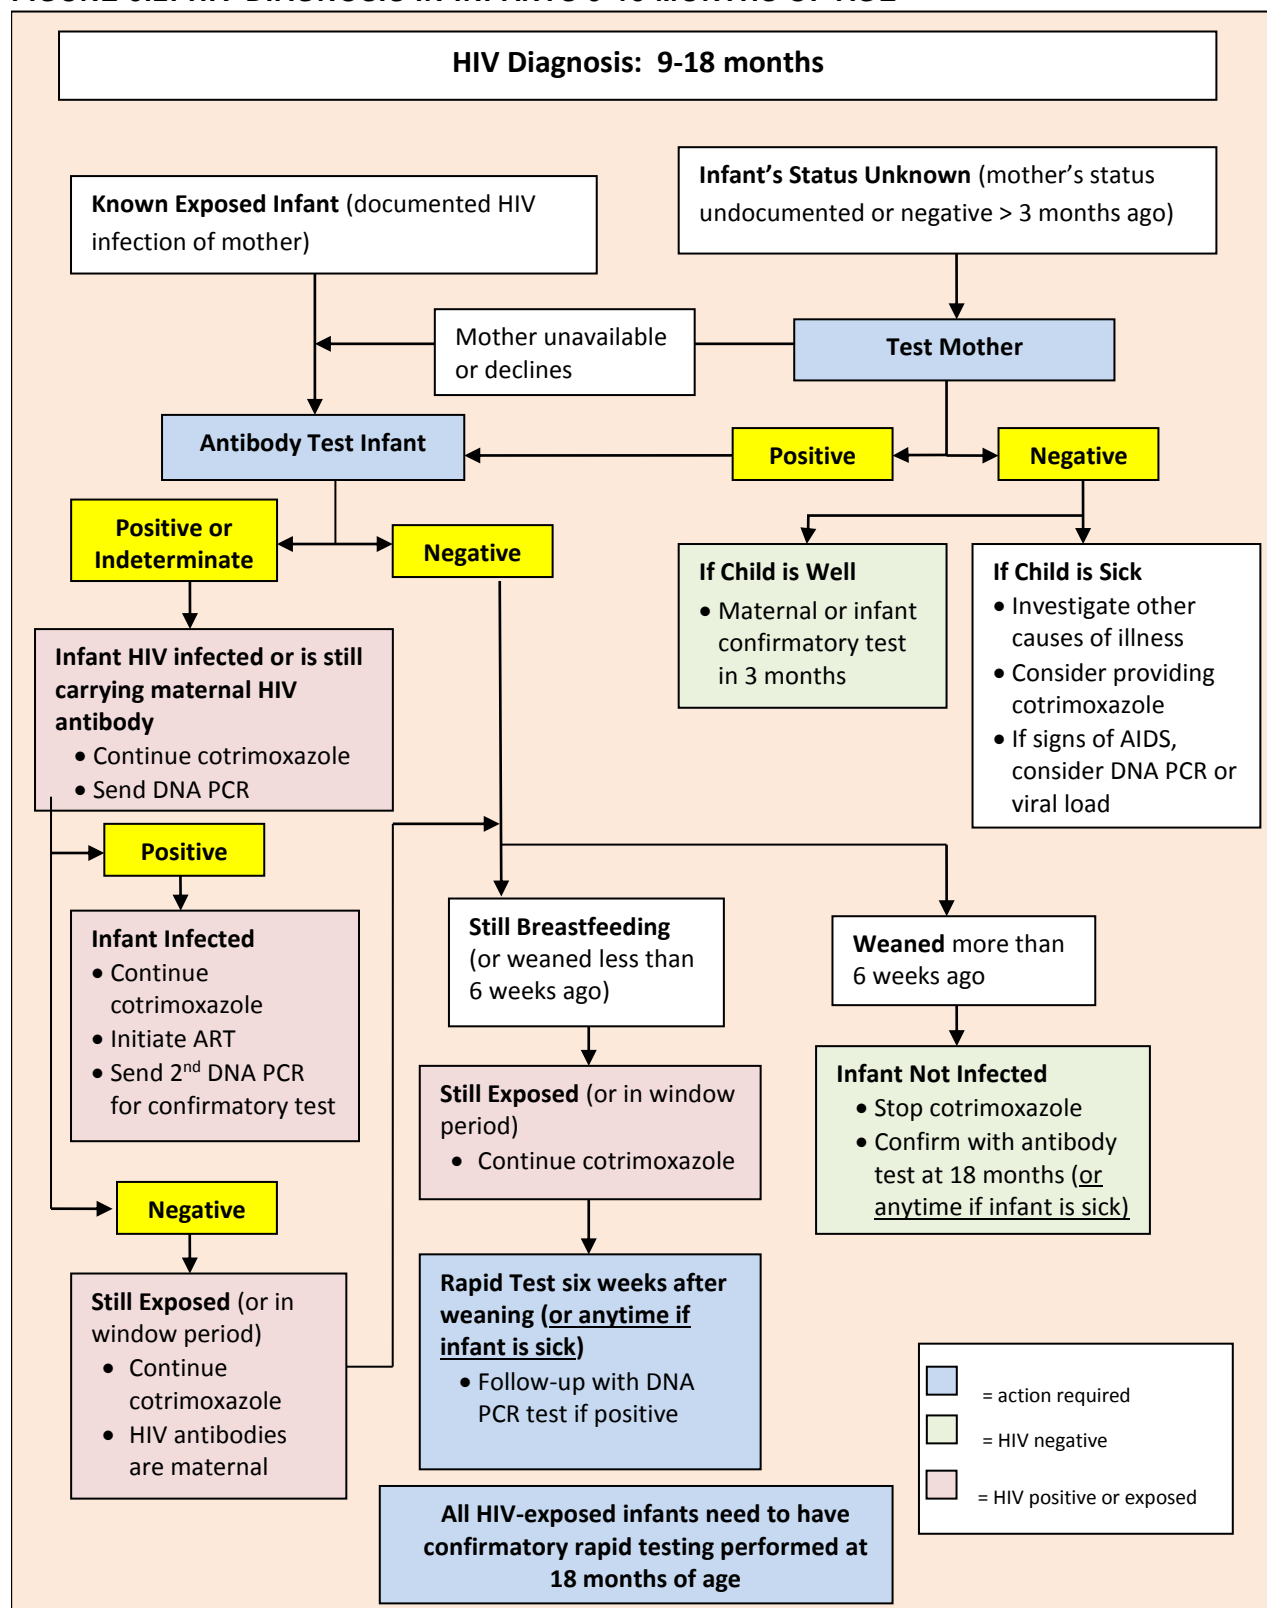 HIV Diagnosis:  9-18 months
Infant's Status Unknown (mother's status
undocumented or negative > 3 months ago)
Known Exposed Infant (documented HIV
infection of mother)
Mother unavailable
or declines
Test Mother
Antibody Test Infant
Positive
Negative
Positive or
Indeterminate
Negative
If Child is Well
• Maternal or infant
confirmatory test
in 3 months
If Child is Sick
• Investigate other
causes of illness
• Consider providing
cotrimoxazole
• If signs of AIDS,
consider DNA PCR or
viral load
Infant HIV infected or is still
carrying maternal HIV
antibody
• Continue cotrimoxazole
• Send DNA PCR
Positive
Infant Infected
• Continue
cotrimoxazole
• Initiate ART
• Send 2nd DNA PCR
for confirmatory test
Still Breastfeeding
(or weaned less than
6 weeks ago)
Weaned more than
6 weeks ago
Still Exposed (or in window
period)
• Continue cotrimoxazole
Infant Not Infected
• Stop cotrimoxazole
• Confirm with antibody
test at 18 months (or
anytime if infant is sick)
Negative
Still Exposed (or in
window period)
• Continue
cotrimoxazole
• HIV antibodies
are maternal
Rapid Test six weeks after
weaning (or anytime if
infant is sick)
• Follow-up with DNA
PCR test if positive
= action required
= HIV negative
= HIV positive or exposed
All HIV-exposed infants need to have
confirmatory rapid testing performed at
18 months of age